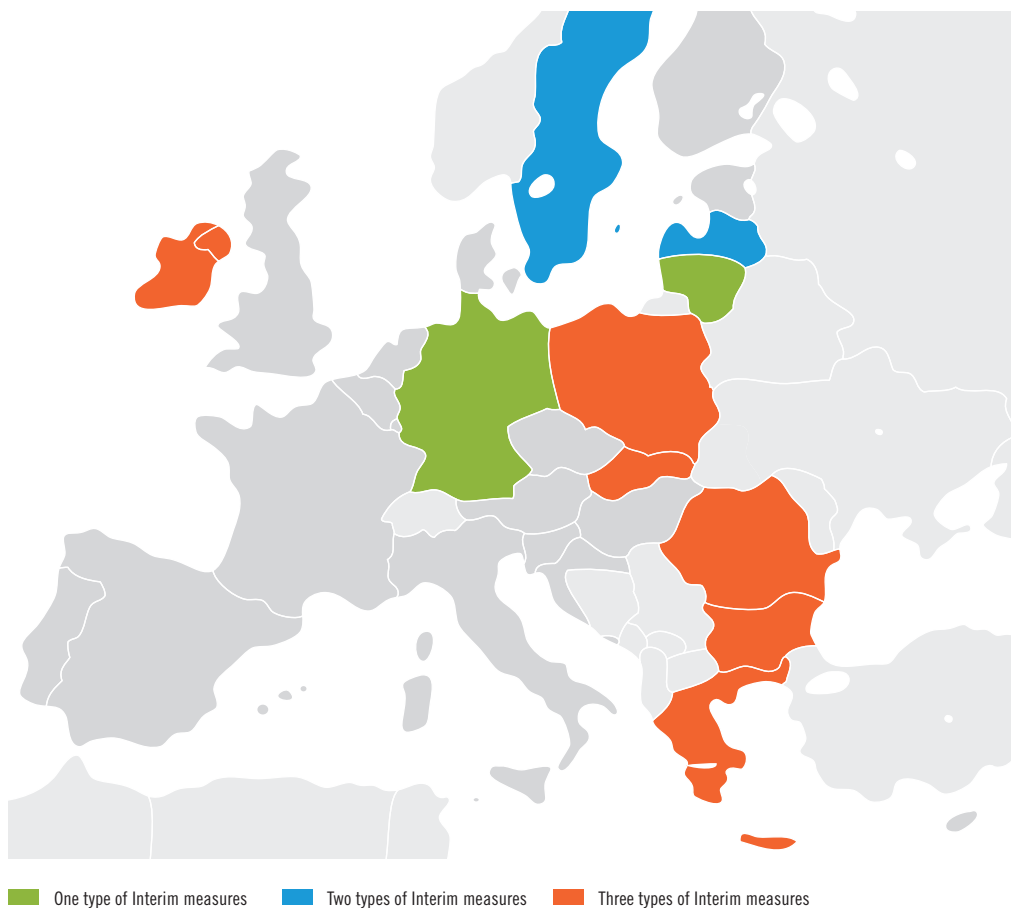 One type of Interim measures Two types of Interim measures Three types of Interim measures